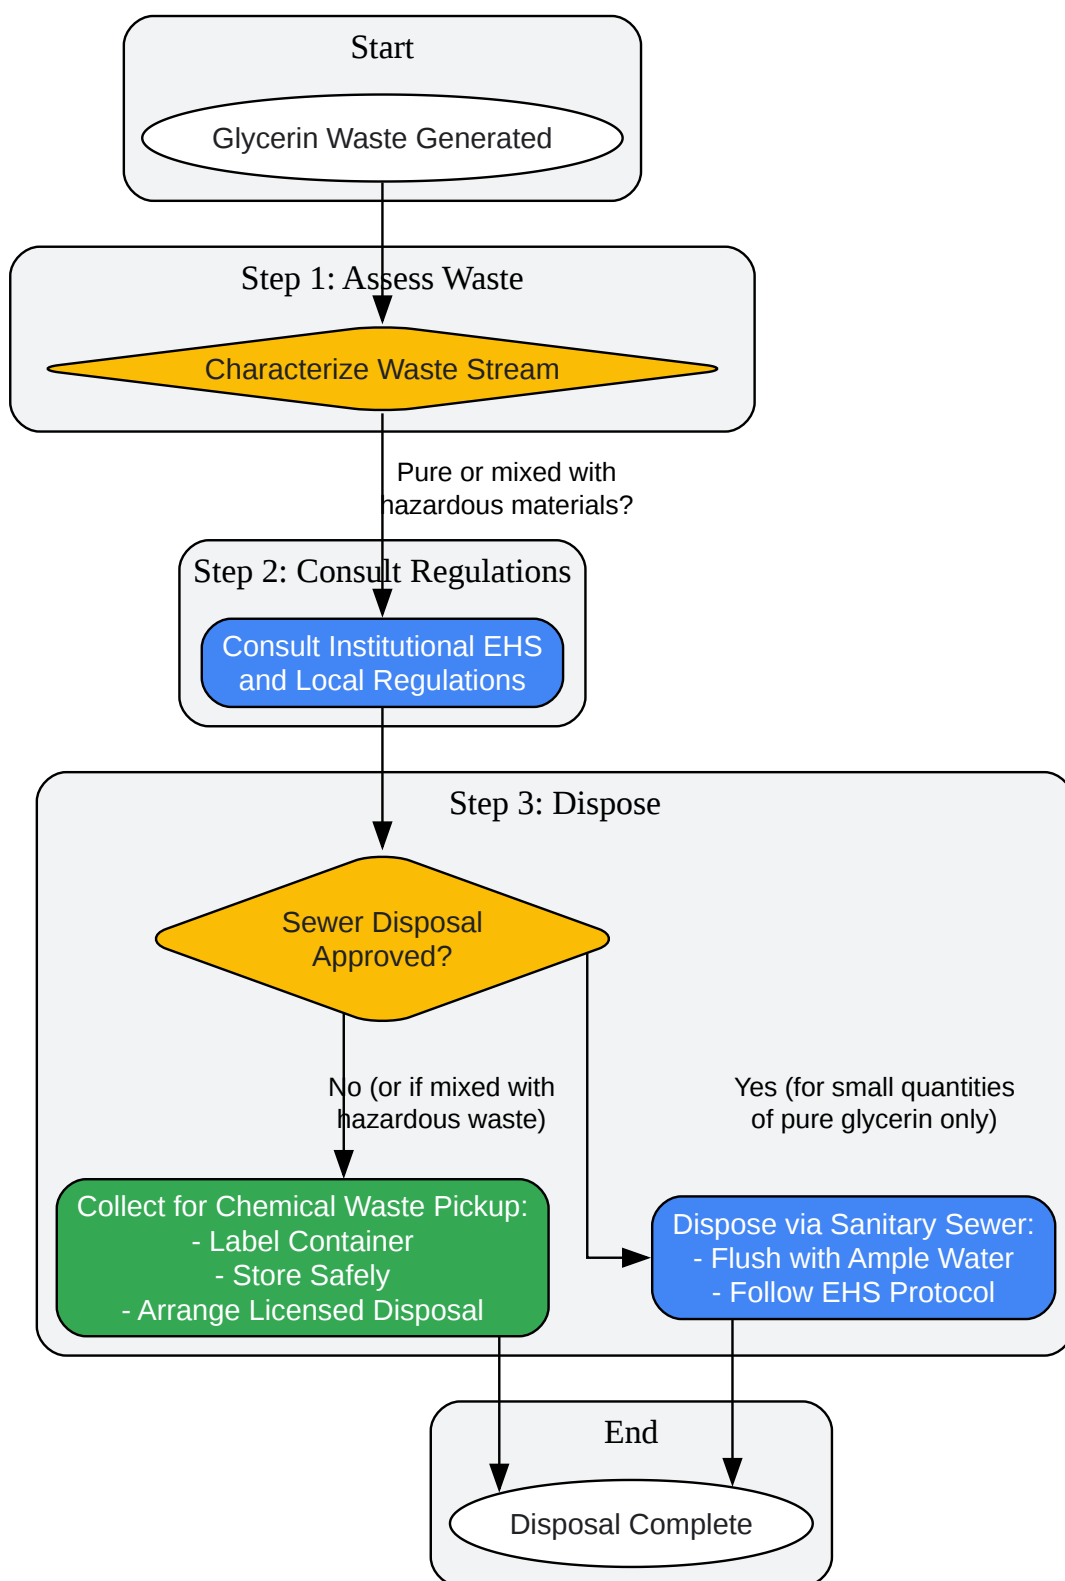 Start
Glycerin Waste Generated
Step 1: Assess Waste
Characterize Waste Stream
Pure or mixed with
hazardous materials?
Step 2: Consult Regulations
Consult Institutional EHS
and Local Regulations
Step 3: Dispose
Sewer Disposal
Approved?
No (or if mixed with
hazardous waste)
Yes (for small quantities
of pure glycerin only)
Collect for Chemical Waste Pickup:
- Label Container
- Store Safely
- Arrange Licensed Disposal
Dispose via Sanitary Sewer:
- Flush with Ample Water
- Follow EHS Protocol
End
Disposal Complete